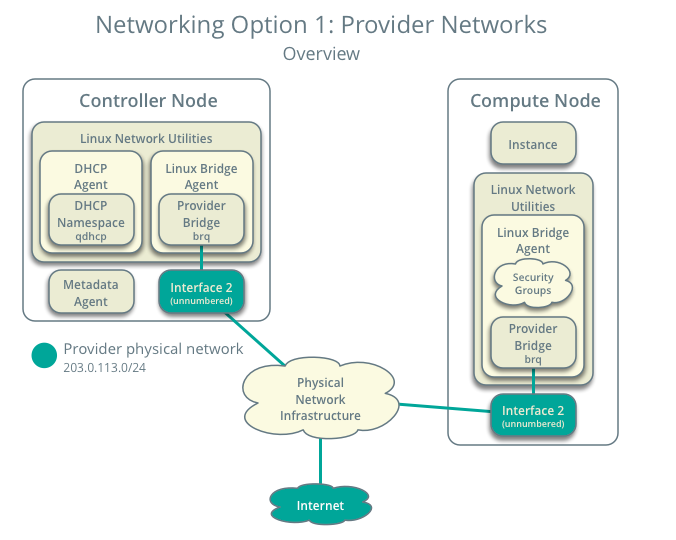 Networking Option 1: Provider Networks
Overview
Controller Node
Linux Network Utilities
DHCP
Agent
DHCP
Namespace
qdhcp
Linux Bridge
Agent
Provider
Bridge
brq
Metadata
Agent
Interface 2
(unnumbered)
Provider physical network
203.0.113.0/24
Physical
Network
Infrastructure
Internet
Compute Node
Instance
Linux Network
Utilities
Linux Bridge
Agent
Security
Groups
Provider
Bridge
brq
Interface 2
(unnumbered)